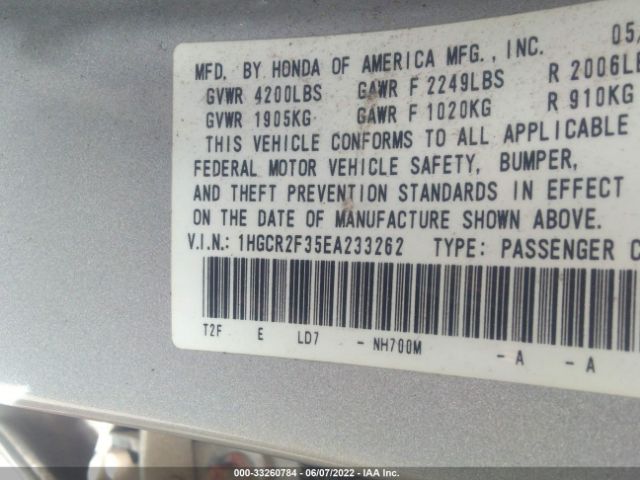 05/
MFD. BY HONDA OF AMERICA MFG., INC.
GVWR 4200LBS GAWR F 2249LBS R 2006LB
GVWR 1905KG GAWR F 1020KG R 910KG
THIS VEHICLE CONFORMS TO ALL APPLICABLE
FEDERAL MOTOR VEHICLE SAFETY, BUMPER,
AND THEFT PREVENTION STANDARDS IN EFFECT
ON THE DATE OF MANUFACTURE SHOWN ABOVE.
V.I.N.: 1HGCR2F35EA233262 TYPE: PASSENGER C
T2F E LD7 - NH700M - A - A
000-33260784 - 06/07/2022 - IAA Inc.